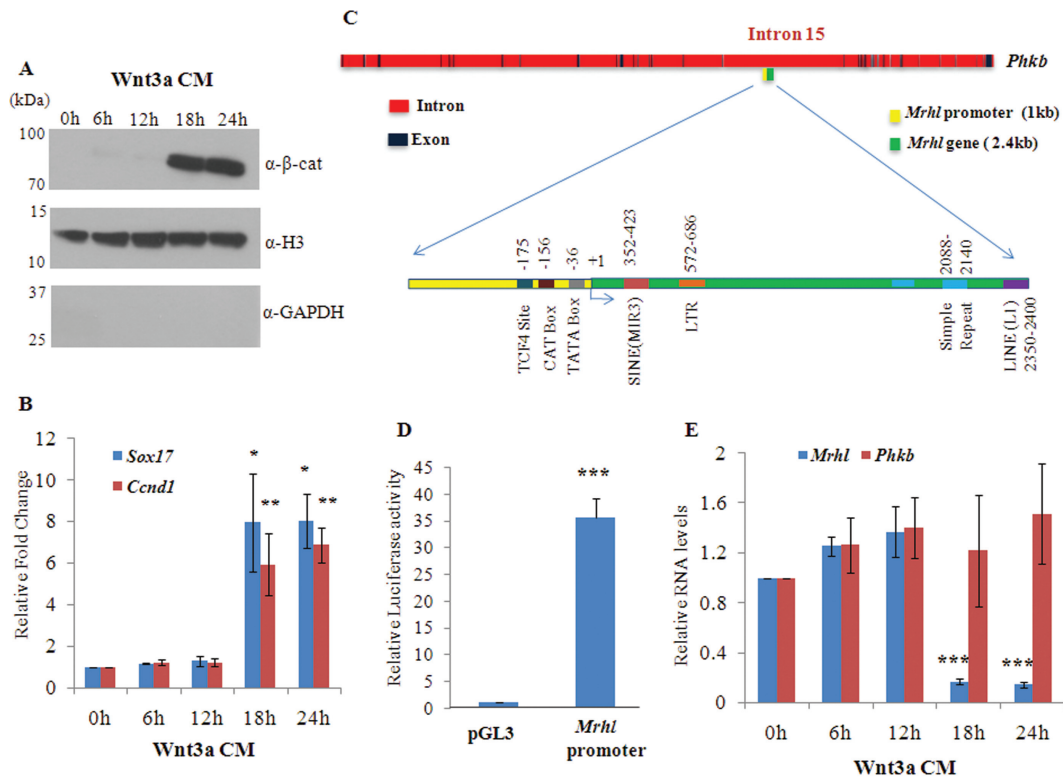 A
Wnt3a CM
(kDa)
0h 6h 12h 18h 24h
100
70
α-β-cat
15
10
α-H3
37
25
α-GAPDH
C
Intron 15
Phkb
Intron
Exon
Mrhl promoter (1kb)
Mrhl gene ( 2.4kb)
-175
-156
-36
+1
352-423
572-686
2088-
2140
TCF4 Site
CAT Box
TATA Box
SINE(MIR3)
LTR
Simple
Repeat
LINE (L1)
2350-2400
B
Relative Fold Change
12
10
8
6
4
2
0
Sox17
Ccnd1
*
**
*
**
0h 6h 12h 18h 24h
Wnt3a CM
D
Relative Luciferase activity
45
40
35
30
25
20
15
10
5
0
***
pGL3
Mrhl
promoter
E
Relative RNA levels
2
1.6
1.2
0.8
0.4
0
Mrhl Phkb
***
***
0h 6h 12h 18h 24h
Wnt3a CM